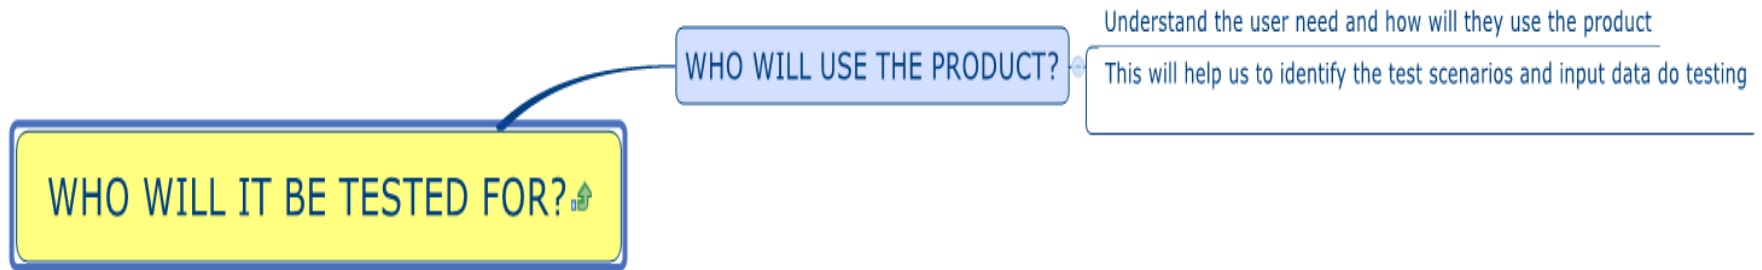 WHO WILL IT BE TESTED FOR?
WHO WILL USE THE PRODUCT?
Understand the user need and how will they use the product
This will help us to identify the test scenarios and input data do testing